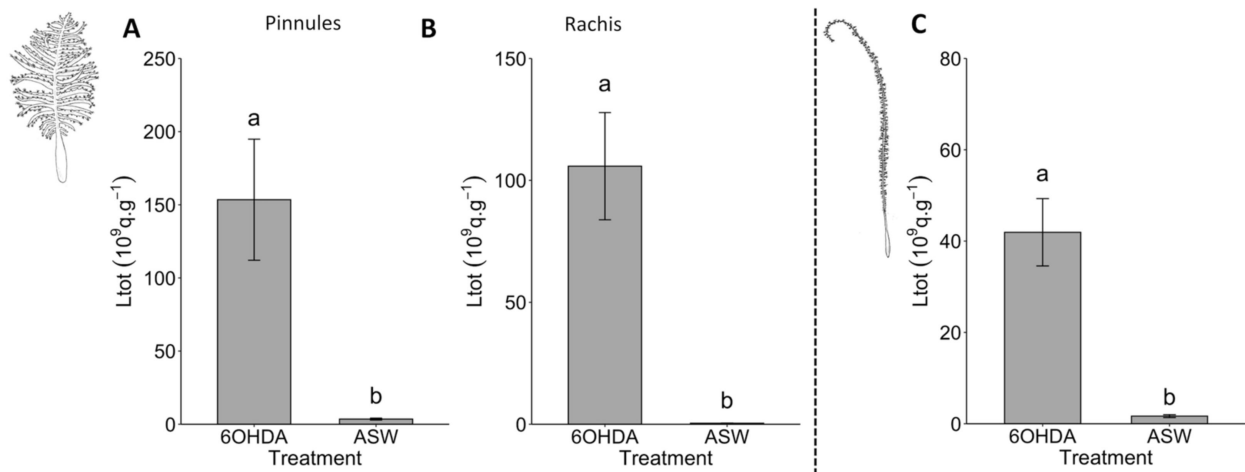 A Pinnules
250
200
150
100
50
0
Ltot (10⁹q.g⁻¹)
a
b
6OHDA ASW
Treatment
B Rachis
150
100
50
0
Ltot (10⁹q.g⁻¹)
a
b
6OHDA ASW
Treatment
C
80
60
40
20
0
Ltot (10⁹q.g⁻¹)
a
b
6OHDA ASW
Treatment